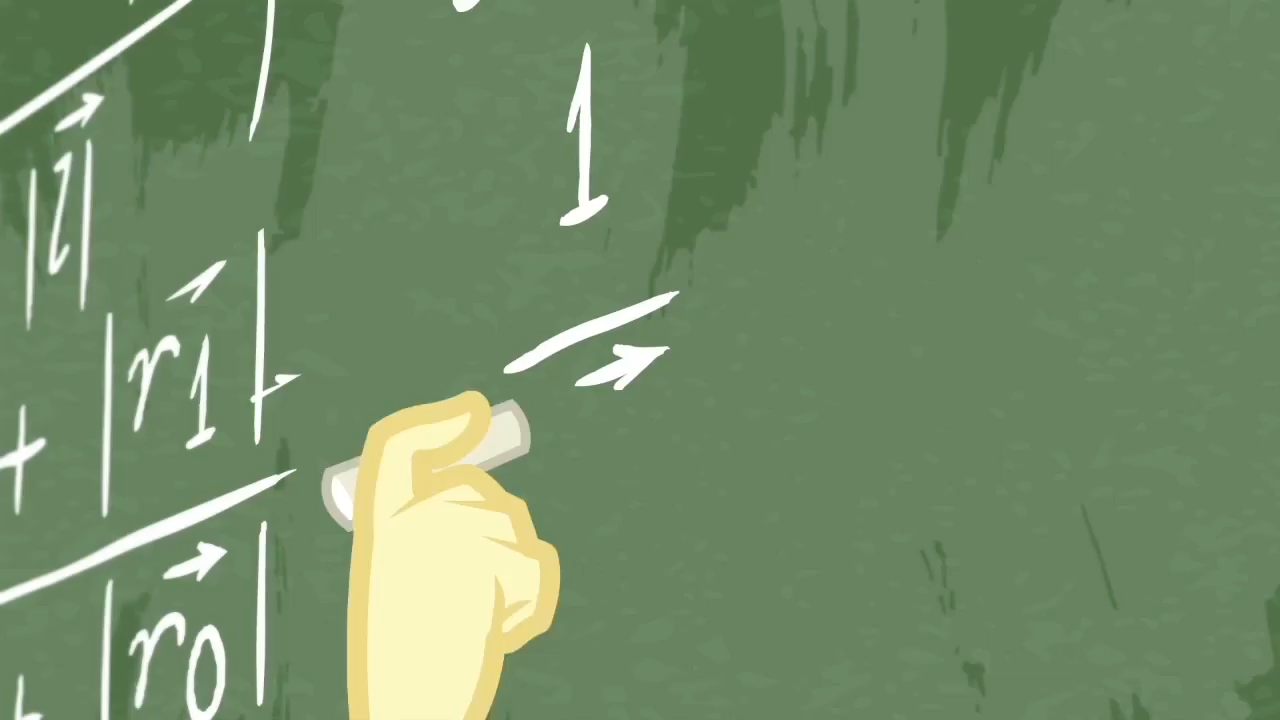 |l⃗| 1
+ |r⃗1|
+ |r⃗0|